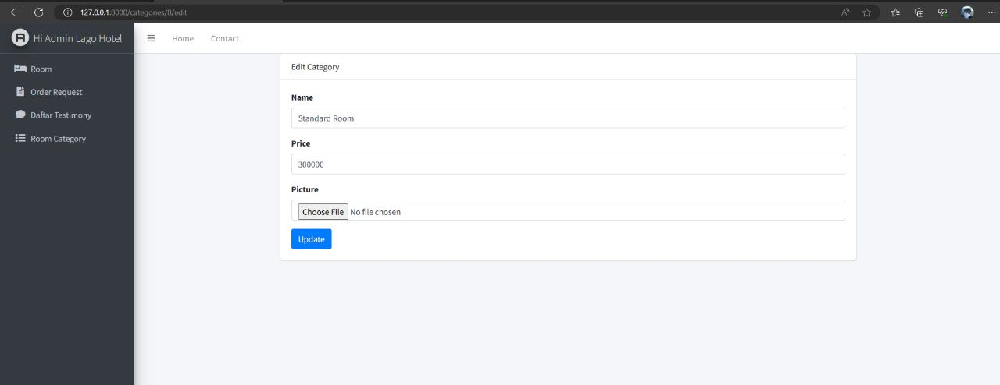 127.0.0.1:8000/categories/8/edit
Hi Admin Lago Hotel
Home
Contact
Room
Order Request
Daftar Testimony
Room Category
Edit Category
Name
Standard Room
Price
300000
Picture
Choose File No file chosen
Update